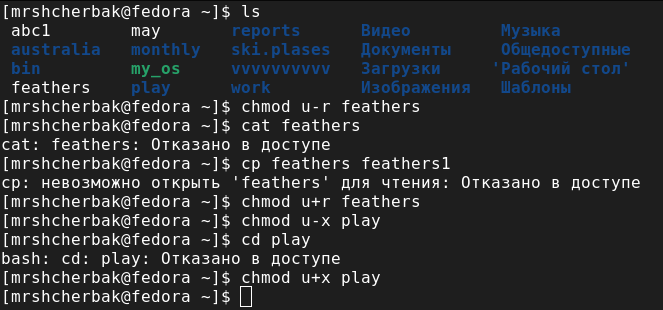 [mrshcherbak@fedora ~]$ ls
abc1 may reports Видео Музыка
australia monthly ski.plases Документы Общедоступные
bin my_os vvvvvvvvvv Загрузки 'Рабочий стол'
feathers play work Изображения Шаблоны
[mrshcherbak@fedora ~]$ chmod u-r feathers
[mrshcherbak@fedora ~]$ cat feathers
cat: feathers: Отказано в доступе
[mrshcherbak@fedora ~]$ cp feathers feathers1
cp: невозможно открыть 'feathers' для чтения: Отказано в доступе
[mrshcherbak@fedora ~]$ chmod u+r feathers
[mrshcherbak@fedora ~]$ chmod u-x play
[mrshcherbak@fedora ~]$ cd play
bash: cd: play: Отказано в доступе
[mrshcherbak@fedora ~]$ chmod u+x play
[mrshcherbak@fedora ~]$